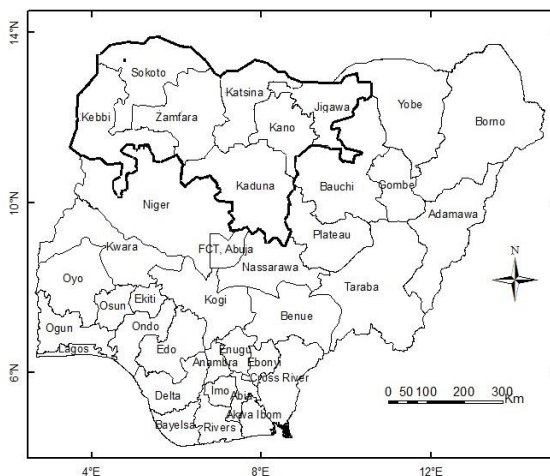 14°N
10°N
6°N
Sokoto
Katsina
Jigawa
Yobe
Borno
Kebbi
Zamfara
Kano
Kaduna
Bauchi
Gombe
Niger
Adamawa
Plateau
Kwara
FCT, Abuja
Nassarawa
Taraba
Oyo
Kogi
Benue
Osun
Ekiti
Ogun
Ondo
Lagos
Edo
Enugu
Anambra
Ebonyi
Cross River
Delta
Imo
Abia
Akwa Ibom
Bayelsa
Rivers
N
0 50 100 200 300
Km
4°E
8°E
12°E